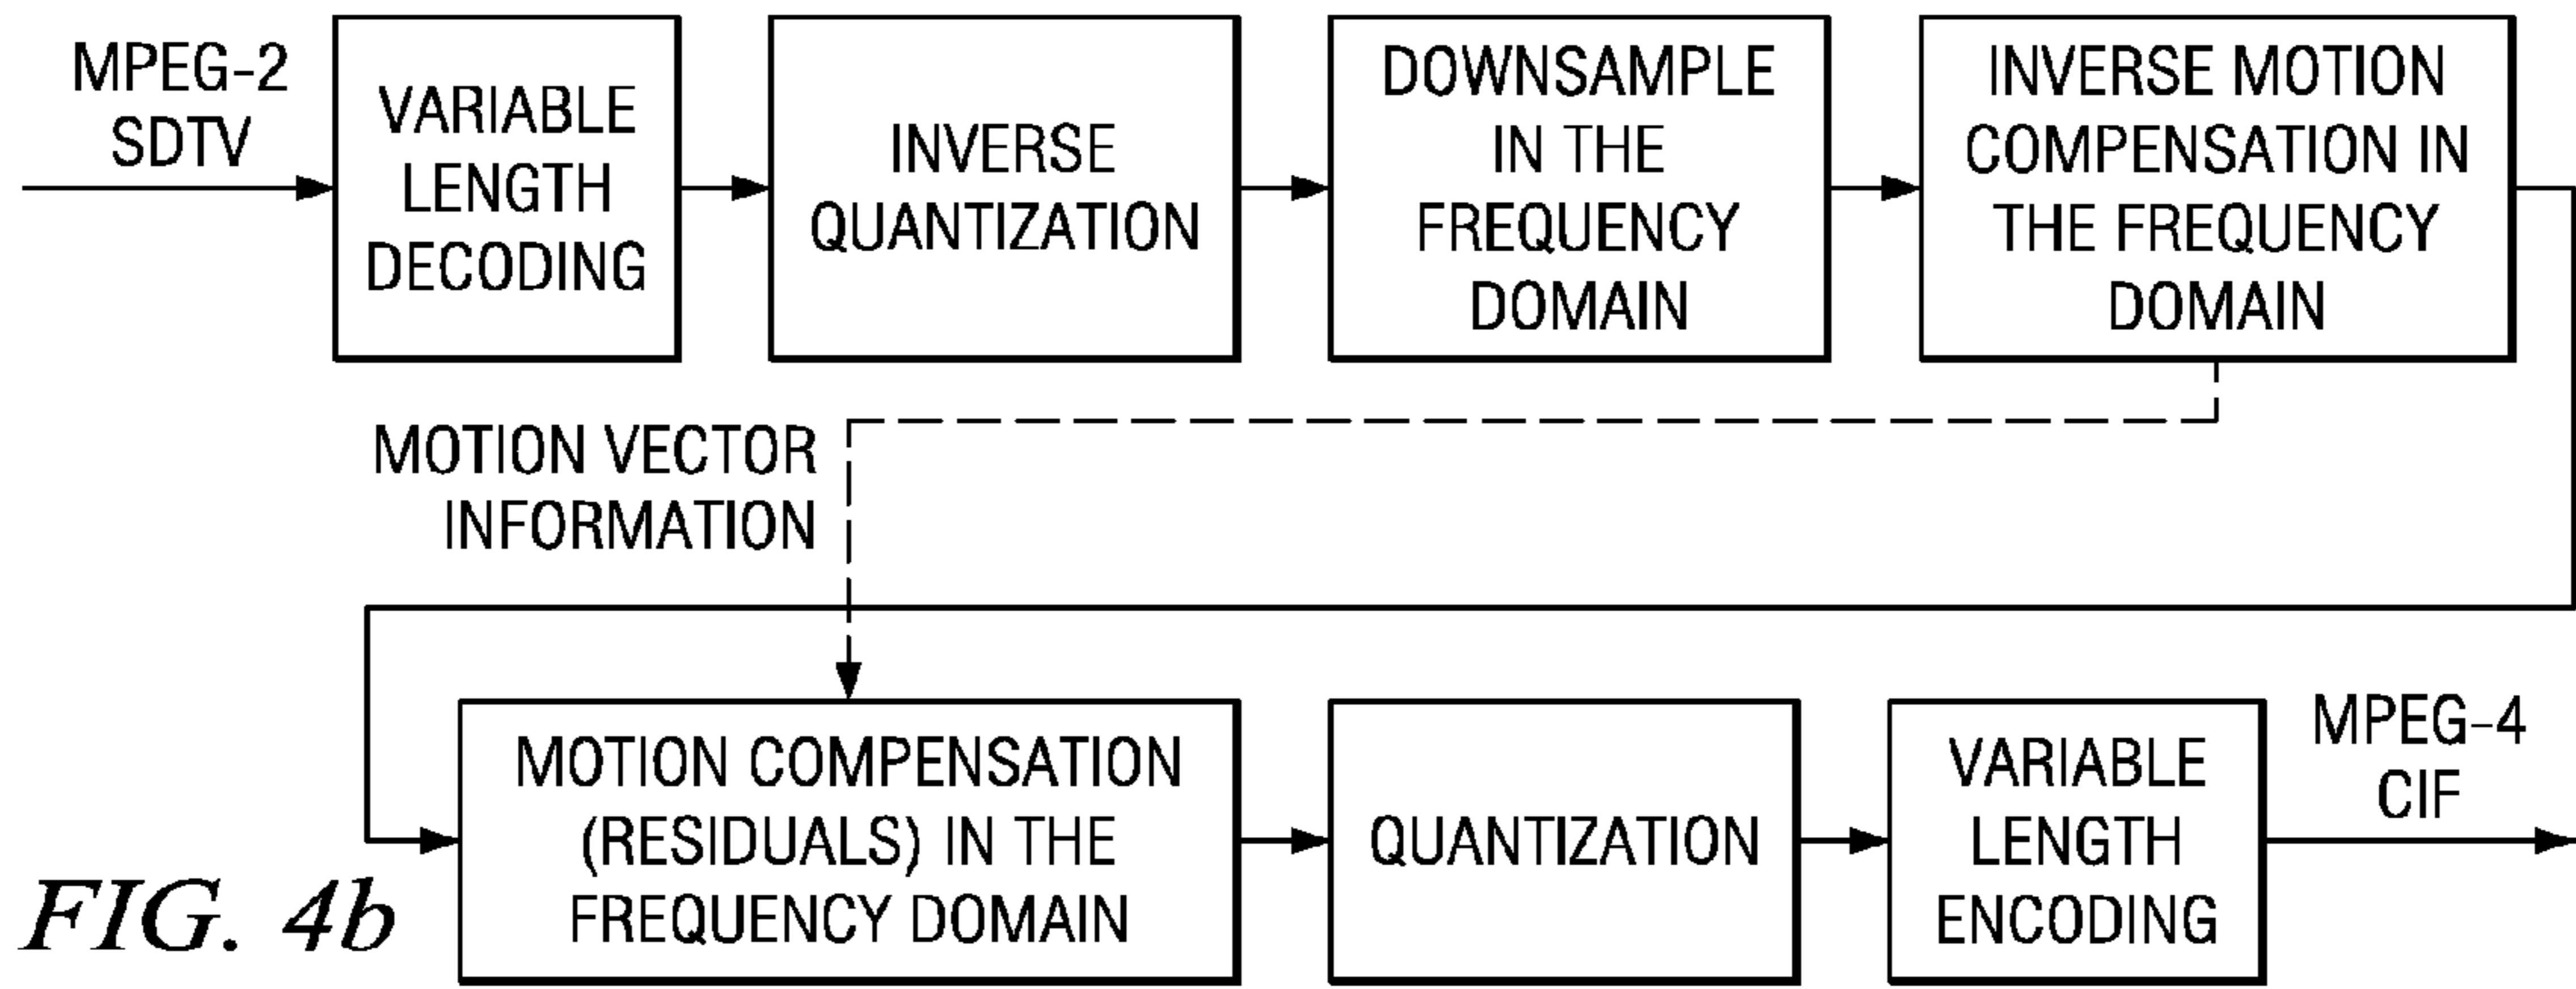 MPEG-2
SDTV
VARIABLE
LENGTH
DECODING
INVERSE
QUANTIZATION
DOWNSAMPLE
IN THE
FREQUENCY
DOMAIN
INVERSE MOTION
COMPENSATION IN
THE FREQUENCY
DOMAIN
MOTION VECTOR
INFORMATION
MOTION COMPENSATION
(RESIDUALS) IN THE
FREQUENCY DOMAIN
QUANTIZATION
VARIABLE
LENGTH
ENCODING
MPEG-4
CIF
FIG. 4b